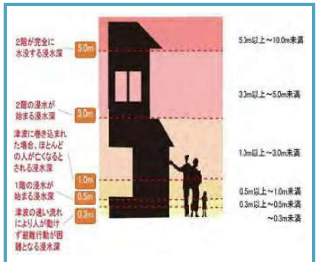 2階が完全に
水没する浸水深
5.0m
5.0m以上～10.0m未満
3.0m以上～5.0m未満
2階の浸水が
始まる浸水深
3.0m
津波に巻き込まれ
た場合、ほとんど
の人が亡くなると
される浸水深
1.0m
1.0m以上～3.0m未満
1階の浸水が
始まる浸水深
0.5m
0.5m以上～1.0m未満
0.3m以上～0.5m未満
～0.3m未満
津波の速い流れ
により人が動け
ず避難行動が困
難となる浸水深
0.3m